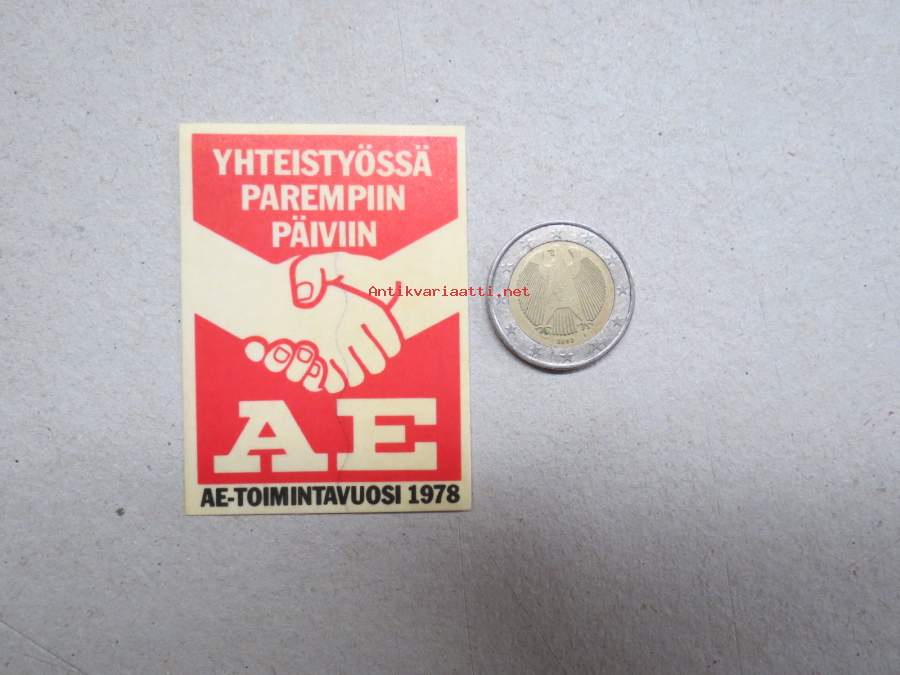 YHTEISTYÖSSÄ
PAREMPIIN
PÄIVIIN
Antikvariaatti.net
AE
AE-TOIMINTAVUOSI 1978